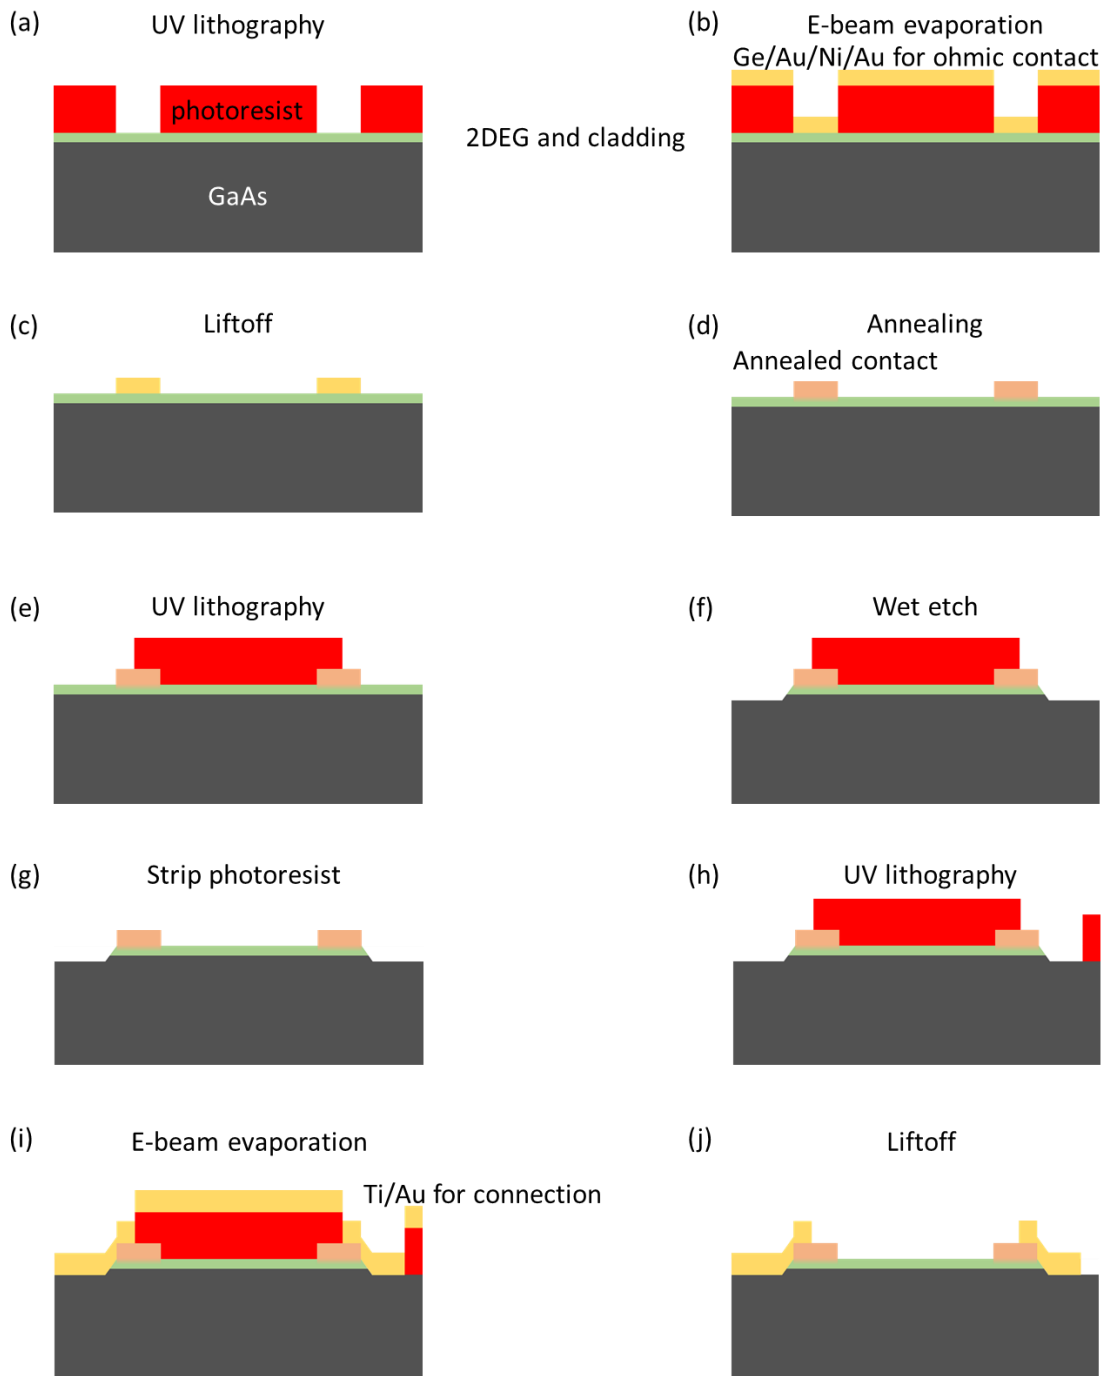 (a)
UV lithography
photoresist
GaAs
2DEG and cladding
(b)
E-beam evaporation
Ge/Au/Ni/Au for ohmic contact
(c)
Liftoff
(d)
Annealing
Annealed contact
(e)
UV lithography
(f)
Wet etch
(g)
Strip photoresist
(h)
UV lithography
(i)
E-beam evaporation
Ti/Au for connection
(j)
Liftoff